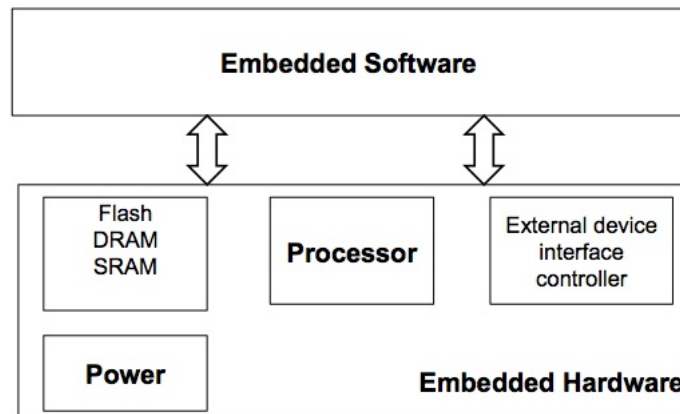 Embedded Software
Flash
DRAM
SRAM
Processor
External device
interface
controller
Power
Embedded Hardware